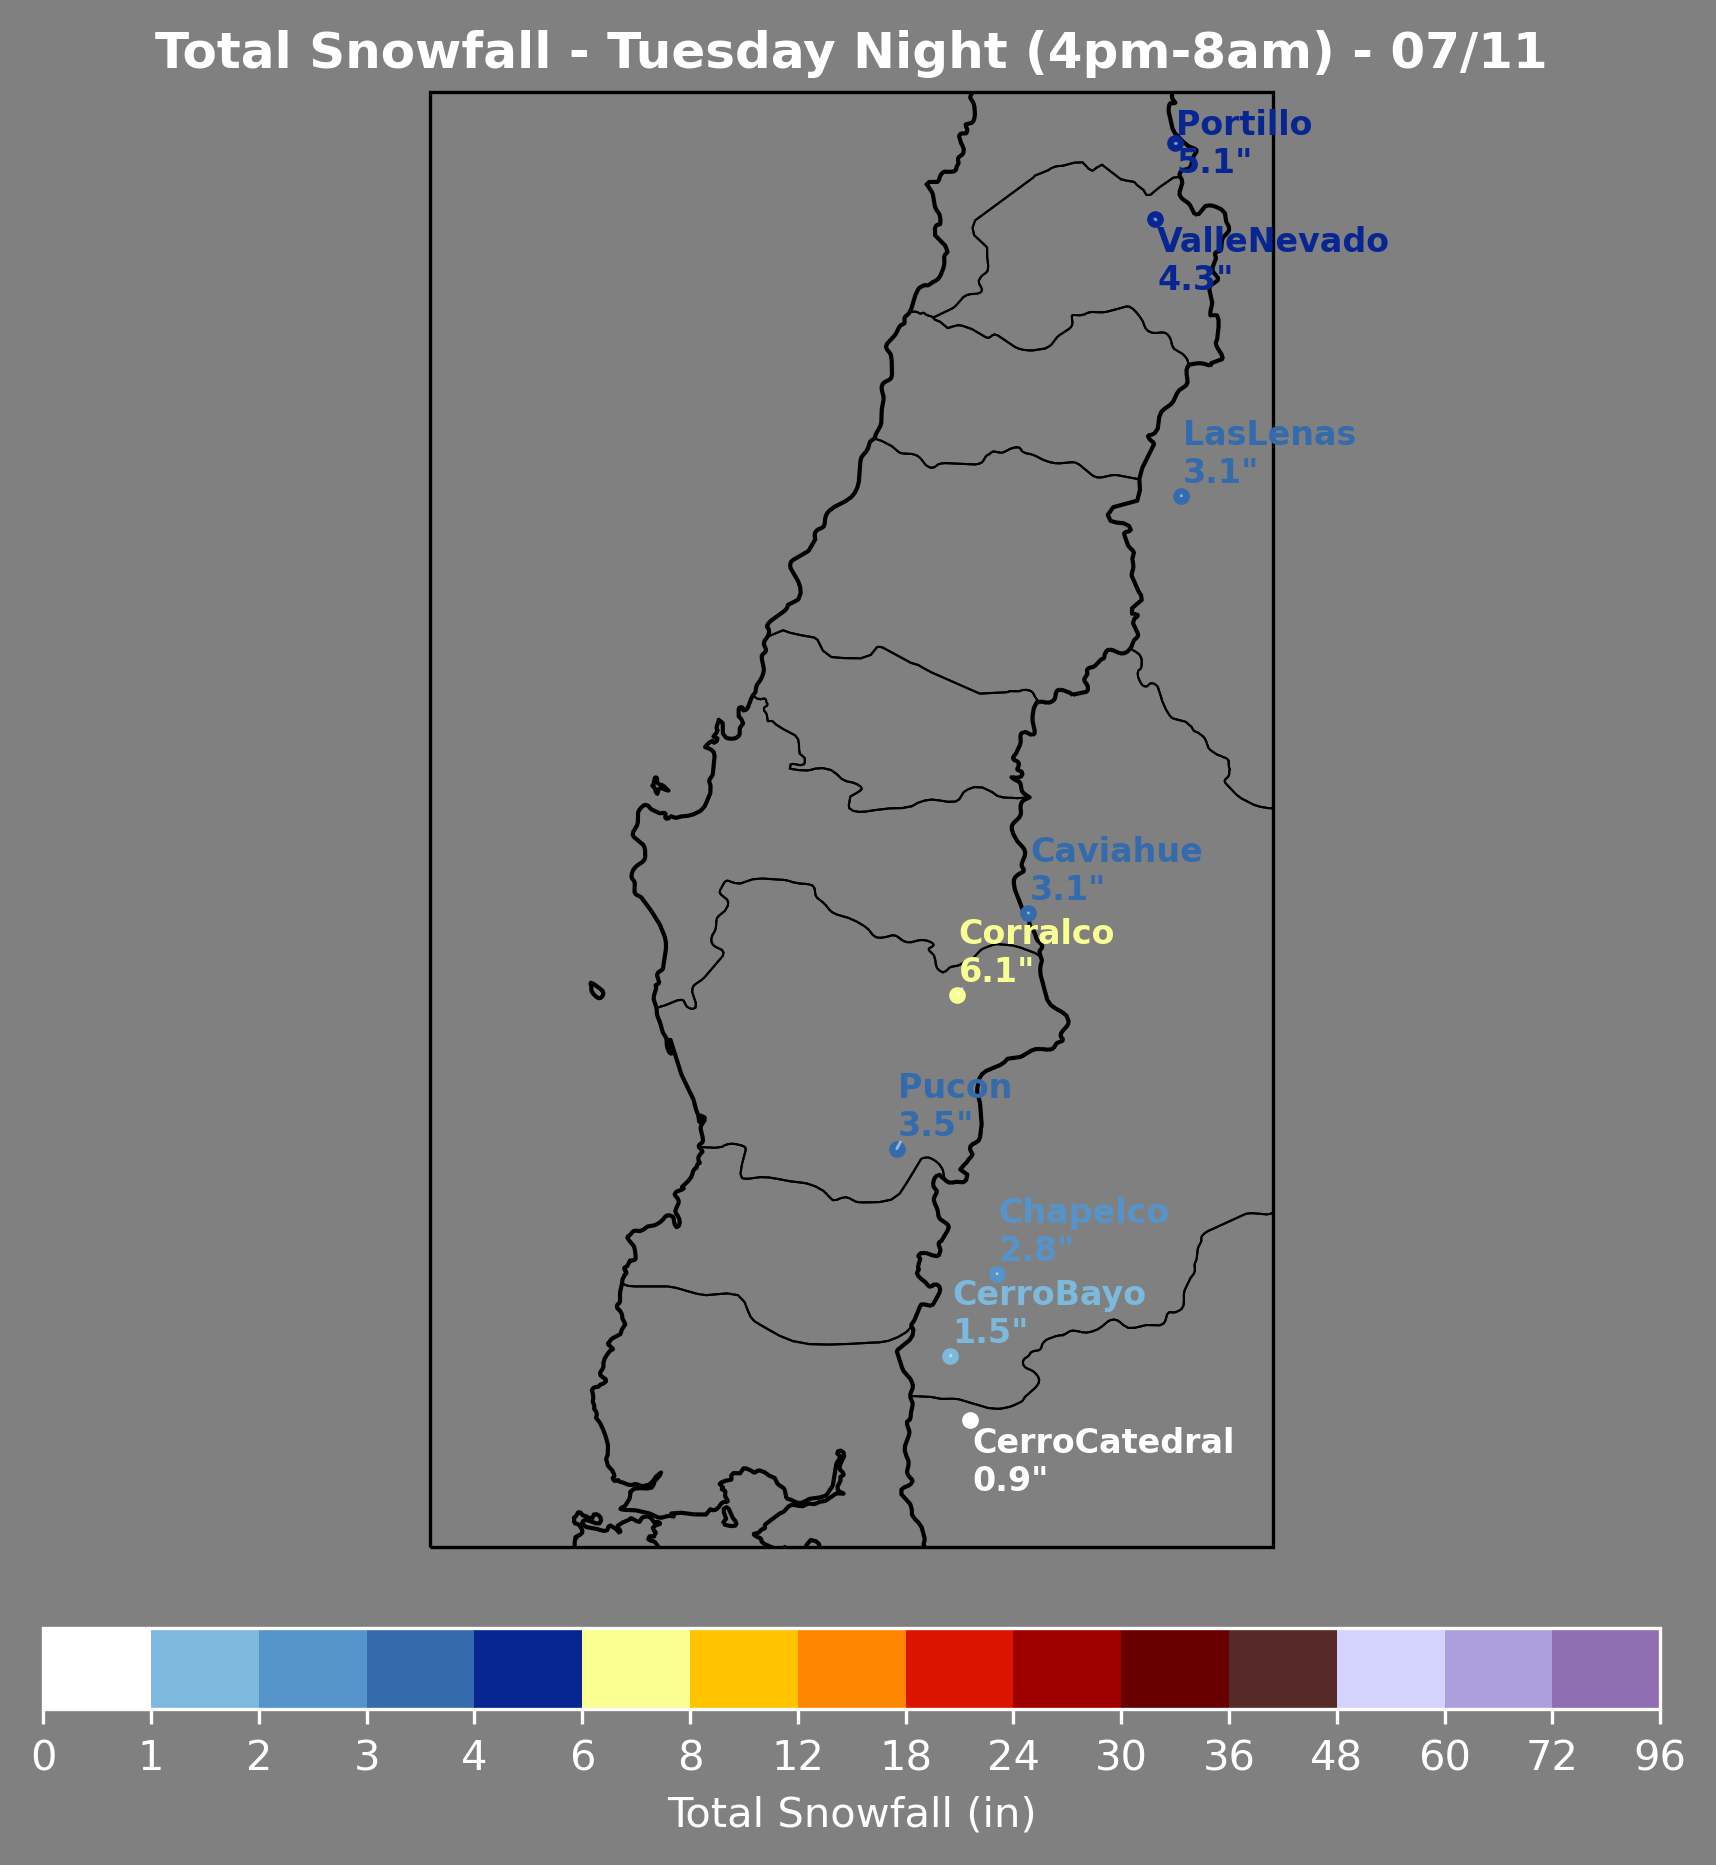 Total Snowfall - Tuesday Night (4pm-8am) - 07/11
Portillo
5.1"
ValleNevado
4.3"
LasLenas
3.1"
Caviahue
3.1"
Corralco
6.1"
Pucon
3.5"
Chapelco
2.8"
CerroBayo
1.5"
CerroCatedral
0.9"
0 1 2 3 4 6 8 12 18 24 30 36 48 60 72 96
Total Snowfall (in)